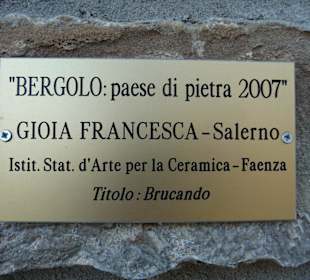 "BERGOLO: paese di pietra 2007"
GIOIA FRANCESCA - Salerno
Istit. Stat. d'Arte per la Ceramica - Faenza
Titolo : Brucando